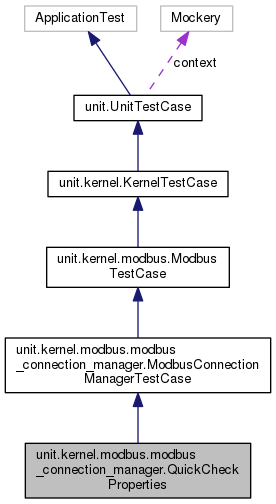 ApplicationTest
Mockery
context
unit.UnitTestCase
unit.kernel.KernelTestCase
unit.kernel.modbus.Modbus
TestCase
unit.kernel.modbus.modbus
_connection_manager.ModbusConnection
ManagerTestCase
unit.kernel.modbus.modbus
_connection_manager.QuickCheck
Properties